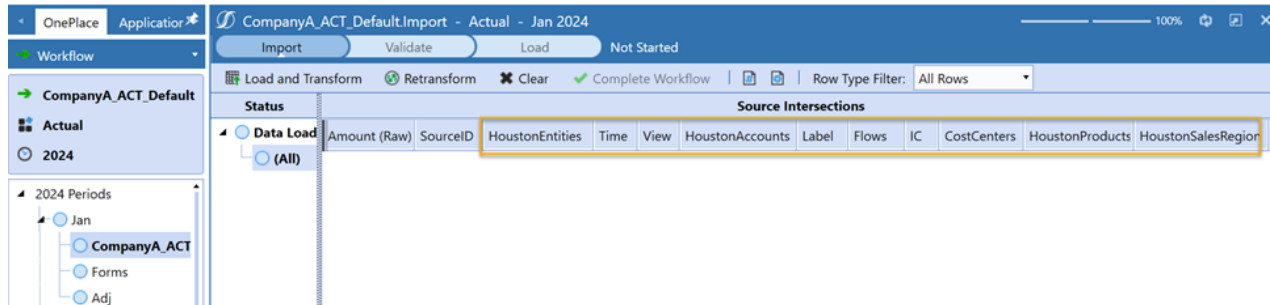 OnePlace Application
CompanyA_ACT_Default.Import - Actual - Jan 2024
100%
Workflow
Import Validate Load Not Started
Load and Transform Retransform Clear Complete Workflow Row Type Filter: All Rows
CompanyA_ACT_Default
Actual
2024
Status Source Intersections
Data Load Amount (Raw) SourceID HoustonEntities Time View HoustonAccounts Label Flows IC CostCenters HoustonProducts HoustonSalesRegion
(All)
2024 Periods
Jan
CompanyA_ACT
Forms
Adj